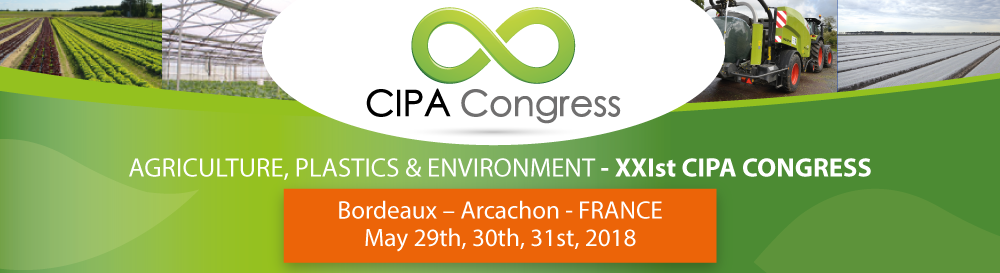 CIPA Congress
AGRICULTURE, PLASTICS & ENVIRONMENT - XXIst CIPA CONGRESS
Bordeaux – Arcachon - FRANCE
May 29th, 30th, 31st, 2018